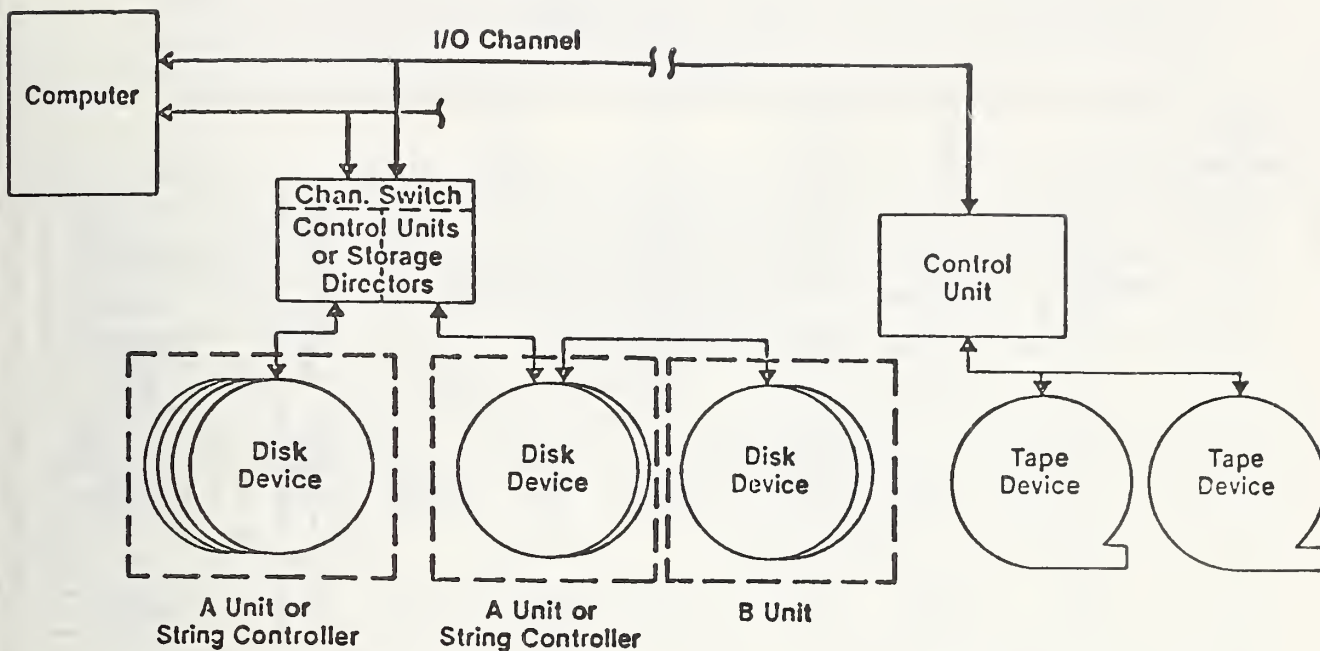 I/O Channel
Computer
Chan. Switch
Control Units
or Storage
Directors
Control
Unit
Disk
Device
Disk
Device
Disk
Device
Tape
Device
Tape
Device
A Unit or
String Controller
A Unit or
String Controller
B Unit